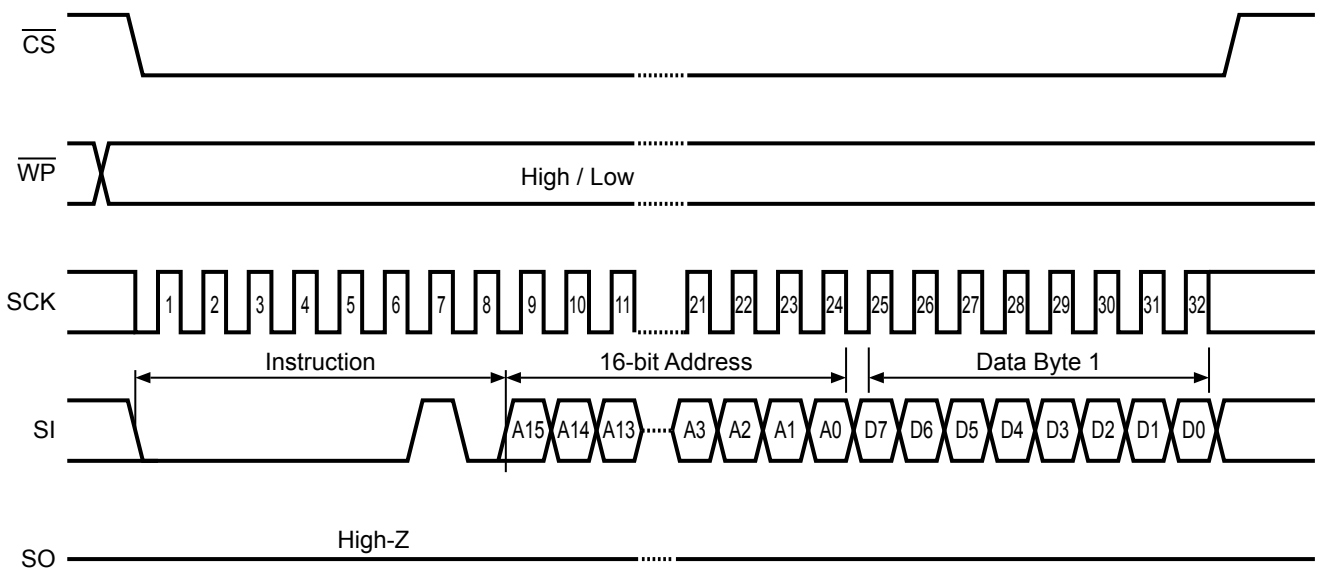 CS
WP
High / Low
SCK
1 2 3 4 5 6 7 8 9 10 11 21 22 23 24 25 26 27 28 29 30 31 32
Instruction 16-bit Address Data Byte 1
SI
A15 A14 A13 A3 A2 A1 A0 D7 D6 D5 D4 D3 D2 D1 D0
High-Z
SO